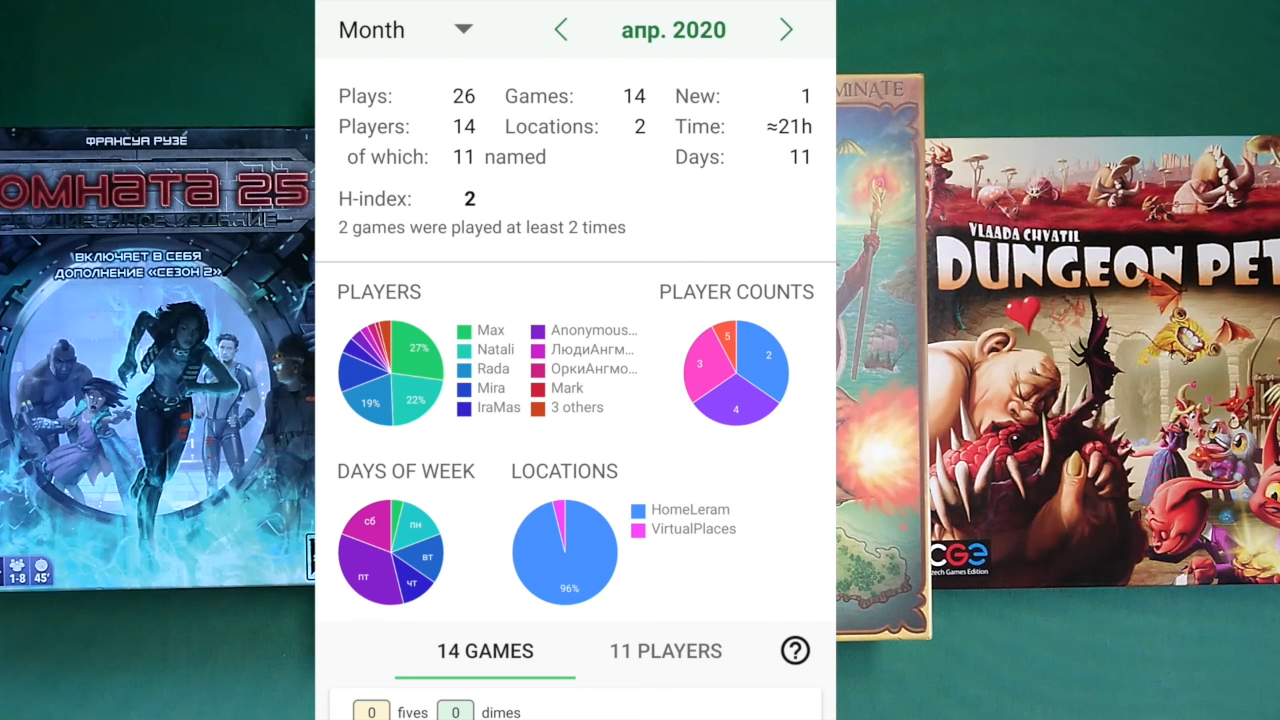 Month
апр. 2020
Plays: 26 Games: 14 New: 1
Players: 14 Locations: 2 Time: ≈21h
of which: 11 named Days: 11
H-index: 2
2 games were played at least 2 times
PLAYERS
27%
22%
19%
Max
Natali
Rada
Mira
IraMas
Anonymous...
ЛюдиАнгм...
ОркиАнгмо...
Mark
3 others
PLAYER COUNTS
5
2
3
4
DAYS OF WEEK
сб
пн
вт
пт
чт
LOCATIONS
96%
HomeLeram
VirtualPlaces
14 GAMES
11 PLAYERS
0 fives 0 dimes
ФРАНСУА РУЗЕ
ОМНАТА 25
ИЗДАНИЕ
ВКЛЮЧАЕТ В СЕБЯ
ДОПОЛНЕНИЕ «СЕЗОН 2»
1-8 45'
MINATE
VLAADA CHVATIL
DUNGEON PET
CGE
Czech Games Edition